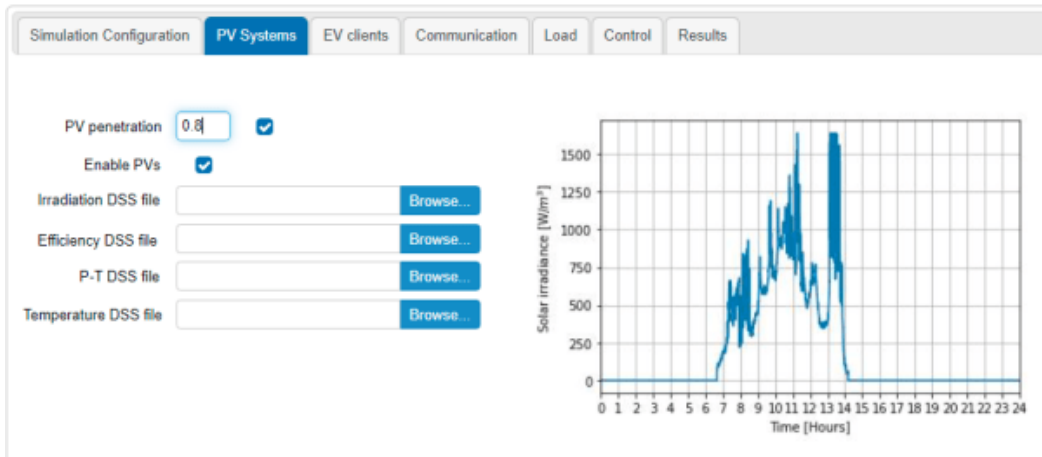 Simulation Configuration PV Systems EV clients Communication Load Control Results
PV penetration 0.8
Enable PVs
Irradiation DSS file Browse...
Efficiency DSS file Browse...
P-T DSS file Browse...
Temperature DSS file Browse...
Solar irradiance [W/m³]
1500
1250
1000
750
500
250
0
0 1 2 3 4 5 6 7 8 9 10 11 12 13 14 15 16 17 18 19 20 21 22 23 24
Time [Hours]